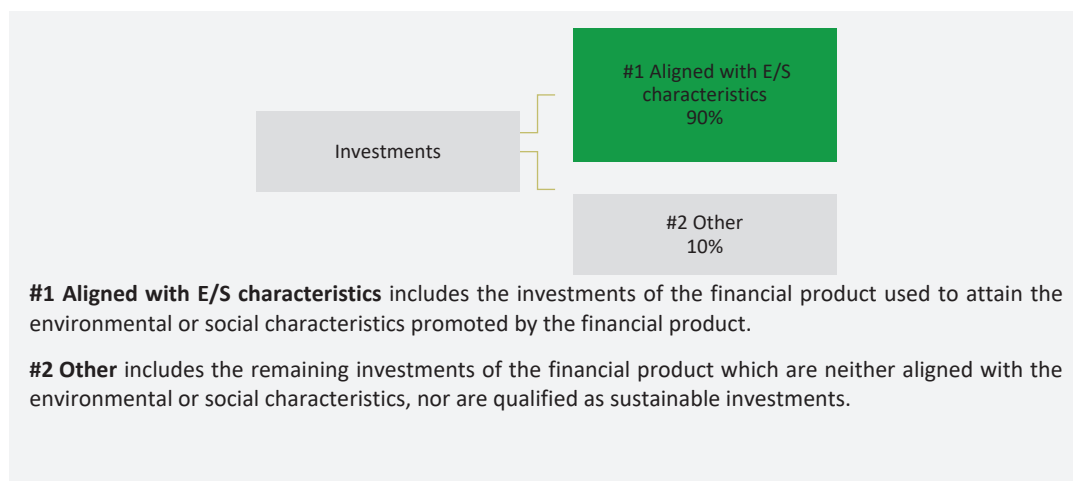 #1 Aligned with E/S
characteristics
90%
Investments
#2 Other
10%
#1 Aligned with E/S characteristics includes the investments of the financial product used to attain the
environmental or social characteristics promoted by the financial product.
#2 Other includes the remaining investments of the financial product which are neither aligned with the
environmental or social characteristics, nor are qualified as sustainable investments.